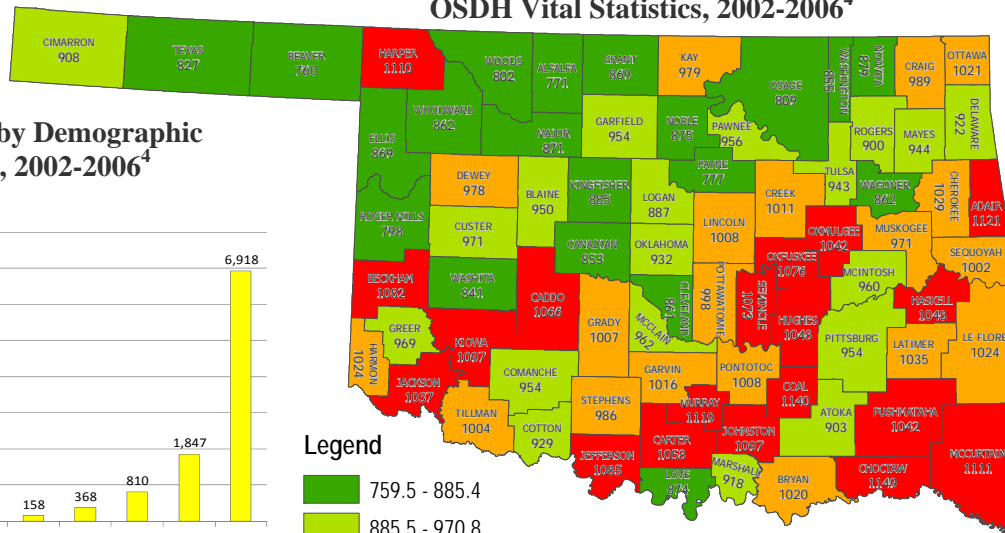 OSDH Vital Statistics, 2002-2006⁴
by Demographic
, 2002-2006⁴
158
368
810
1,847
6,918
CIMARRON
908
TEXAS
827
BEAVER
760
HARPER
1110
WOODS
802
ALFALFA
771
GRANT
869
KAY
979
OSAGE
809
WASHINGTON
855
NOWATA
879
CRAIG
989
OTTAWA
1021
DELAWARE
922
ELLIS
869
WOODWARD
862
MAJOR
871
GARFIELD
954
NOBLE
875
PAWNEE
956
ROGERS
900
MAYES
944
DEWEY
978
BLAINE
950
KINGFISHER
885
LOGAN
887
PAYNE
777
CREEK
1011
TULSA
943
WAGONER
862
CHEROKEE
1029
ADAIR
1121
ROGER MILLS
798
CUSTER
971
CANADIAN
853
OKLAHOMA
932
LINCOLN
1008
OKMULGEE
1042
MUSKOGEE
971
SEQUOYAH
1002
BECKHAM
1082
WASHITA
841
CADDO
1066
CLEVELAND
POTTAWATOMIE
998
SEMINOLE
1073
OKFUSKEE
1076
MCINTOSH
960
HASKELL
HUGHES
GREER
969
HARMON
1024
KIOWA
1097
GRADY
1007
MCCLAIN
962
PITTSBURG
954
LATIMER
1035
LE FLORE
1024
JACKSON
1037
COMANCHE
954
GARVIN
1016
PONTOTOC
1008
COAL
1140
TILLMAN
1004
COTTON
929
STEPHENS
986
MURRAY
1119
JOHNSTON
1097
ATOKA
903
PUSHMATAHA
1042
MCCURTAIN
1111
JEFFERSON
1085
CARTER
1058
LOVE
874
MARSHALL
918
BRYAN
1020
CHOCTAW
1149
Legend
759.5 - 885.4
885.5 - 970.8